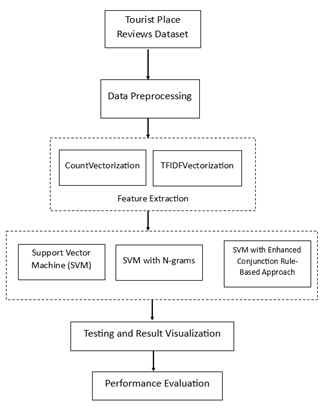 Tourist Place
Reviews Dataset
Data Preprocessing
CountVectorization
TFIDFVectorization
Feature Extraction
Support Vector
Machine (SVM)
SVM with N-grams
SVM with Enhanced
Conjunction Rule-
Based Approach
Testing and Result Visualization
Performance Evaluation